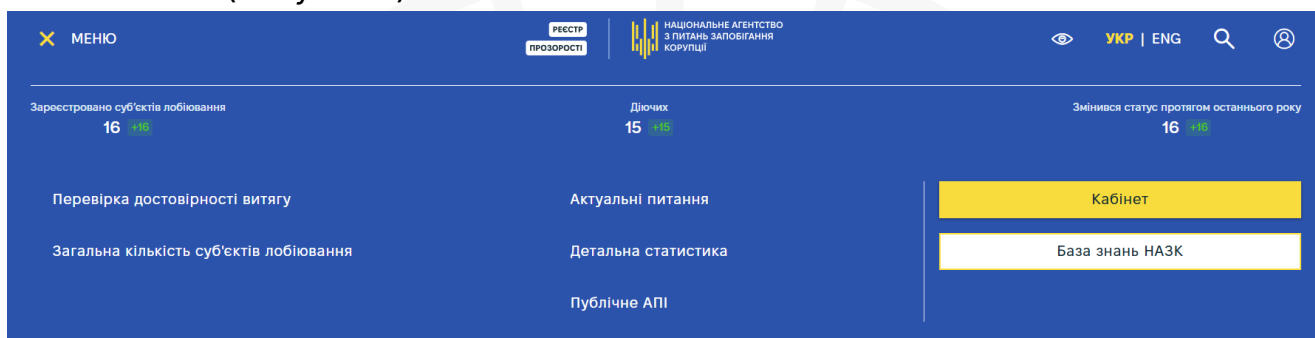 МЕНЮ
РЕЄСТР
ПРОЗОРОСТІ
НАЦІОНАЛЬНЕ АГЕНТСТВО
З ПИТАНЬ ЗАПОБІГАННЯ
КОРУПЦІЇ
УКР | ENG
Зареєстровано суб'єктів лобіювання
16 +16
Діючих
15 +15
Змінився статус протягом останнього року
16 +16
Перевірка достовірності витягу
Актуальні питання
Кабінет
Загальна кількість суб'єктів лобіювання
Детальна статистика
База знань НАЗК
Публічне АПІ